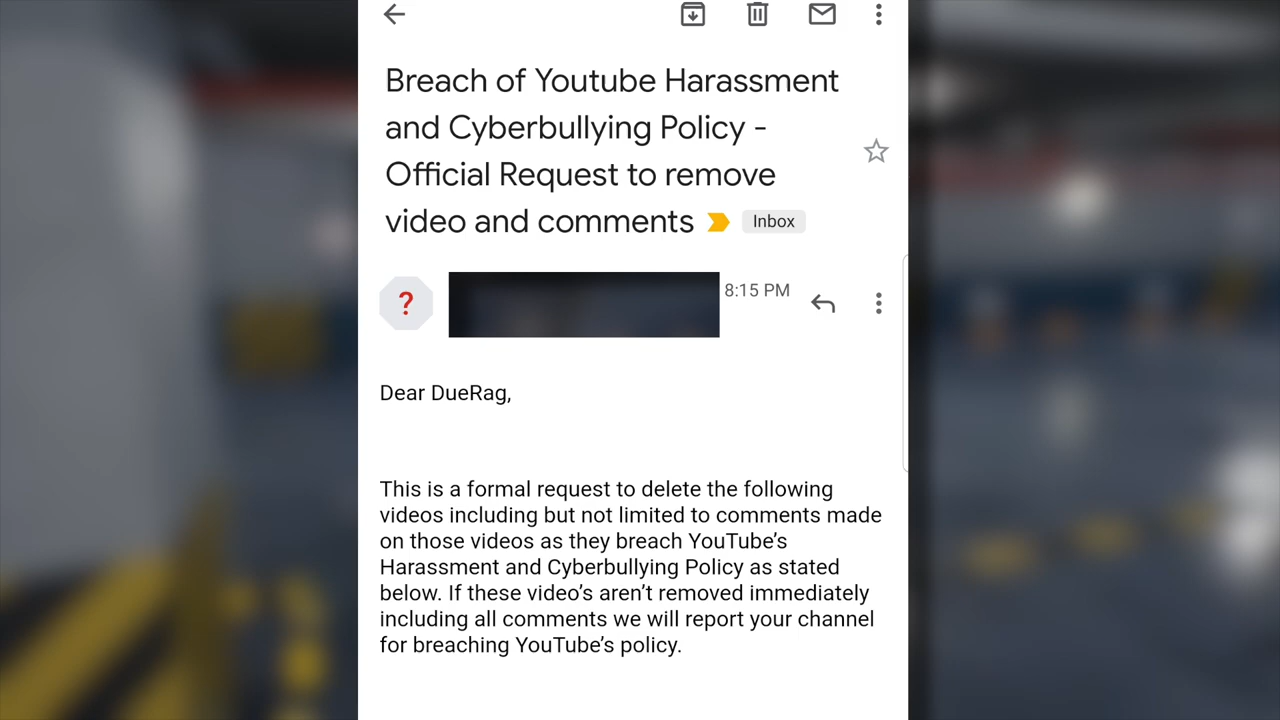 Breach of Youtube Harassment
and Cyberbullying Policy -
Official Request to remove
video and comments Inbox
?
8:15 PM
Dear DueRag,
This is a formal request to delete the following
videos including but not limited to comments made
on those videos as they breach YouTube’s
Harassment and Cyberbullying Policy as stated
below. If these video’s aren’t removed immediately
including all comments we will report your channel
for breaching YouTube’s policy.